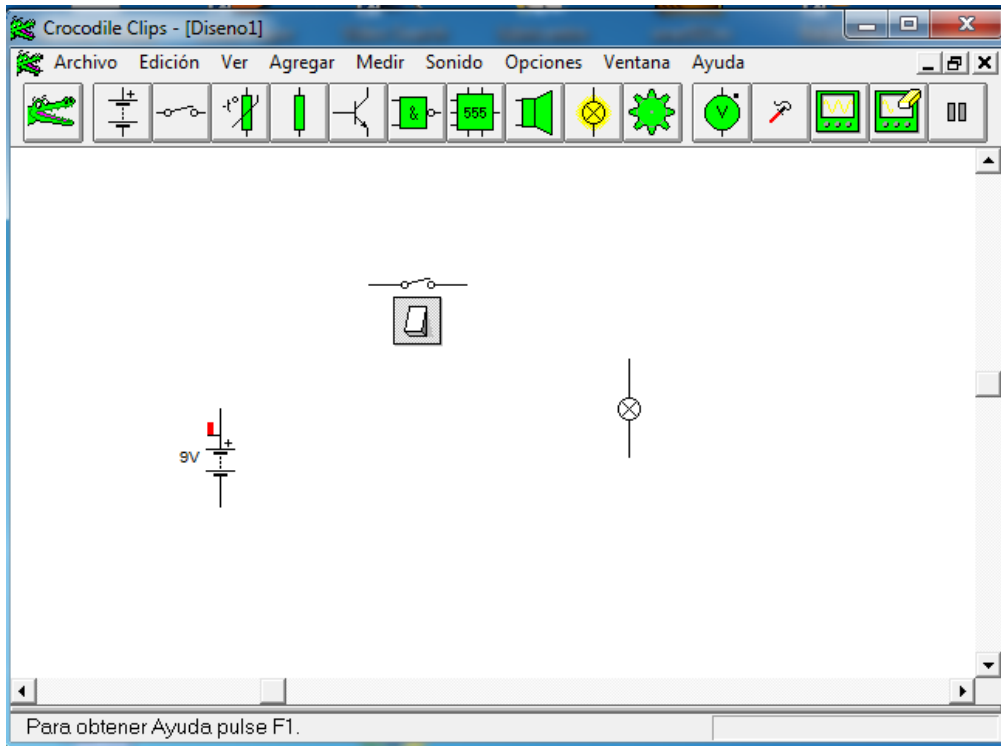 Crocodile Clips - [Diseno1]
Archivo Edición Ver Agregar Medir Sonido Opciones Ventana Ayuda
+ -t° & 555 V
+
9V
Para obtener Ayuda pulse F1.